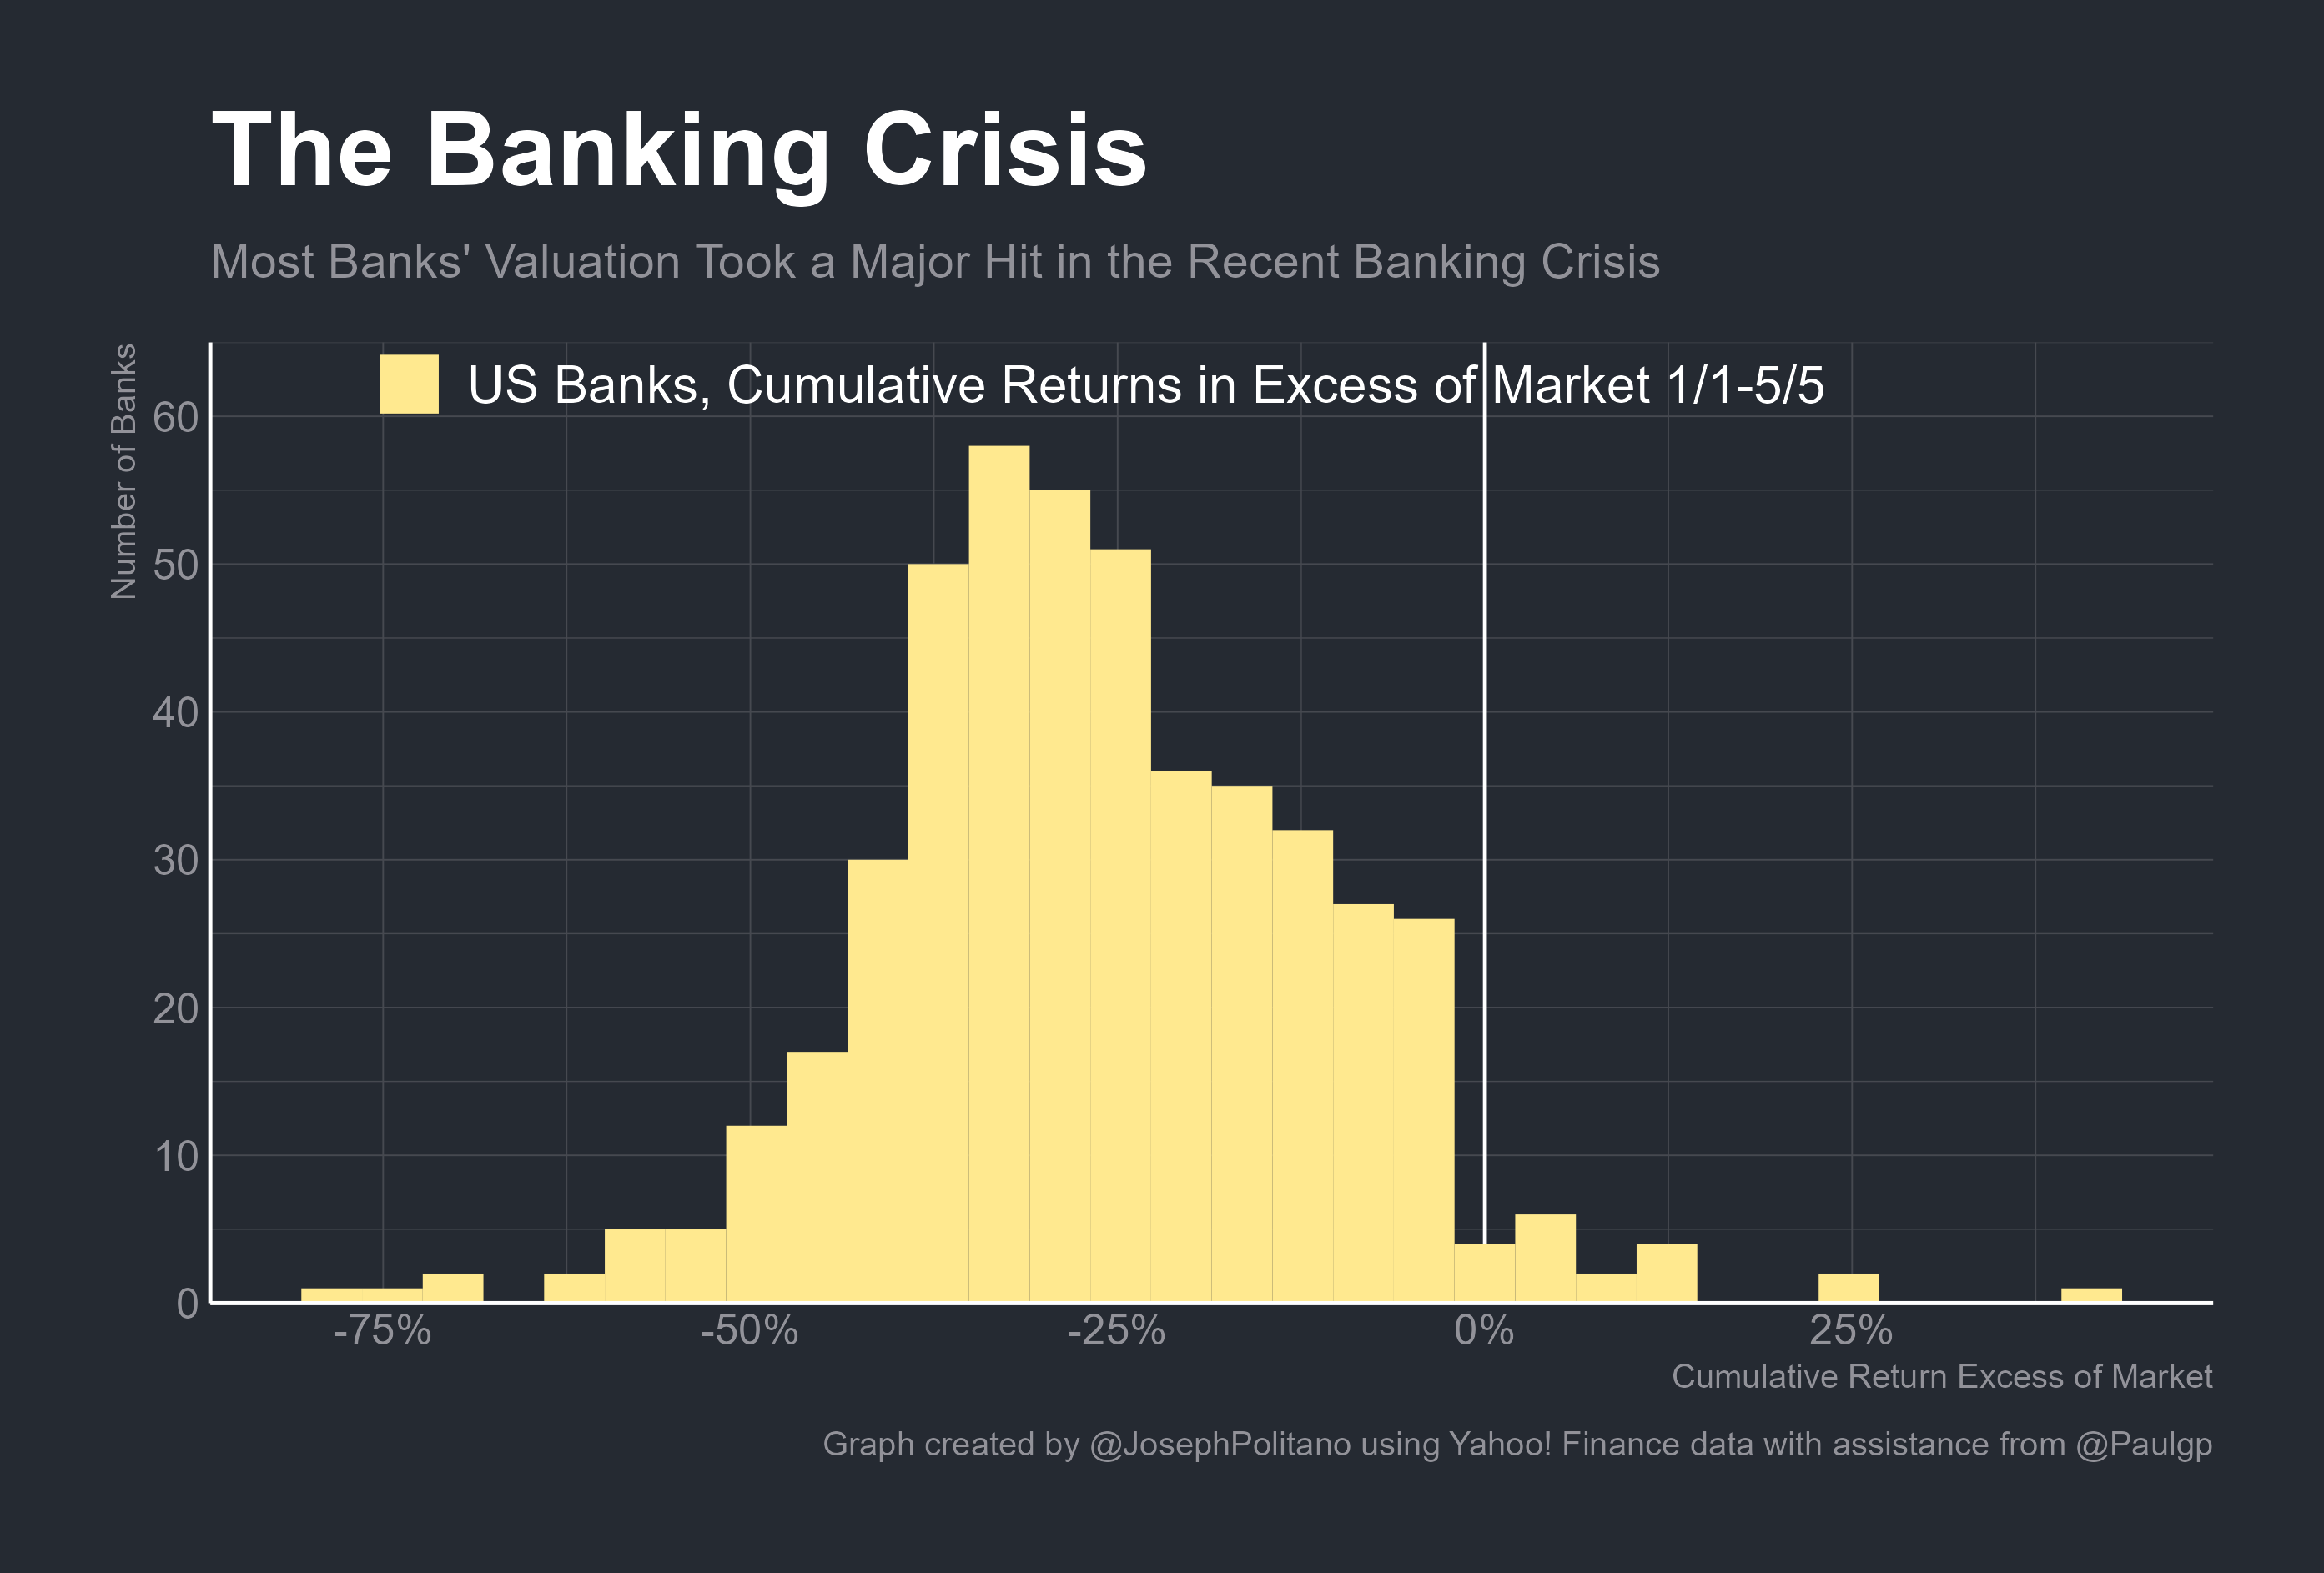 The Banking Crisis
Most Banks' Valuation Took a Major Hit in the Recent Banking Crisis
Number of Banks
US Banks, Cumulative Returns in Excess of Market 1/1-5/5
60
50
40
30
20
10
0
-75% -50% -25% 0% 25%
Cumulative Return Excess of Market
Graph created by @JosephPolitano using Yahoo! Finance data with assistance from @Paulgp